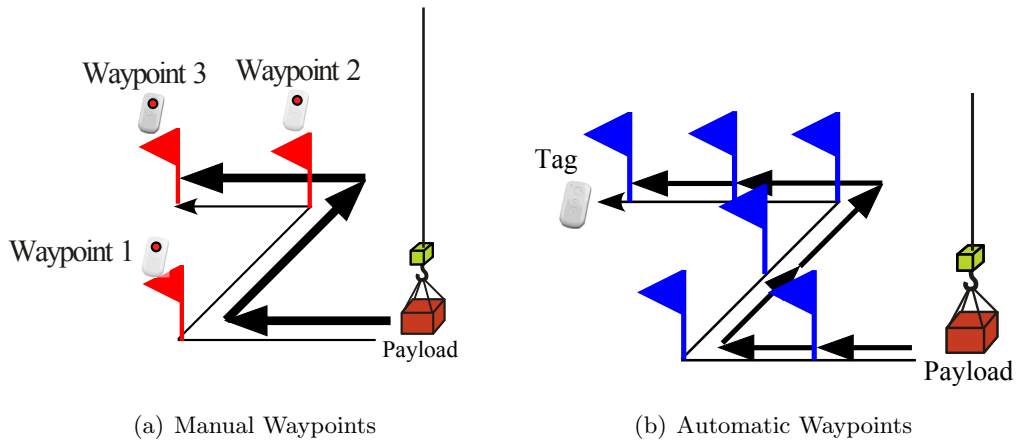 Waypoint 3
Waypoint 2
Waypoint 1
Payload
(a) Manual Waypoints
Tag
Payload
(b) Automatic Waypoints